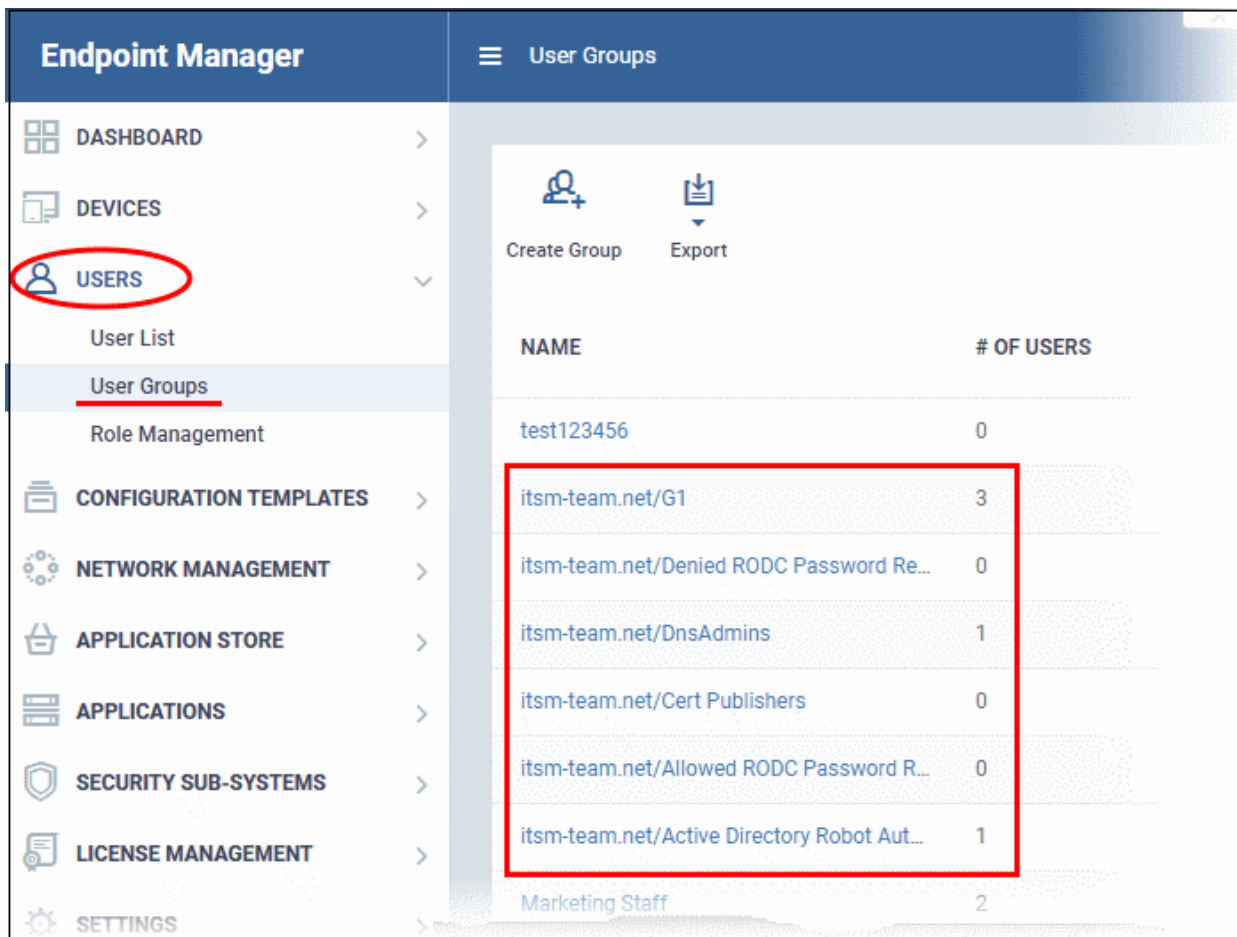 Endpoint Manager
User Groups
DASHBOARD
DEVICES
USERS
User List
User Groups
Role Management
CONFIGURATION TEMPLATES
NETWORK MANAGEMENT
APPLICATION STORE
APPLICATIONS
SECURITY SUB-SYSTEMS
LICENSE MANAGEMENT
SETTINGS
Create Group Export
NAME # OF USERS
test123456 0
itsm-team.net/G1 3
itsm-team.net/Denied RODC Password Re... 0
itsm-team.net/DnsAdmins 1
itsm-team.net/Cert Publishers 0
itsm-team.net/Allowed RODC Password R... 0
itsm-team.net/Active Directory Robot Aut... 1
Marketing Staff 2